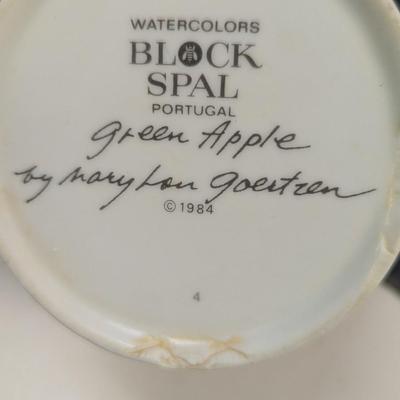 WATERCOLORS
BLOCK
SPAL
PORTUGAL
Green Apple
by Mary Lou Goertzen
© 1984
4